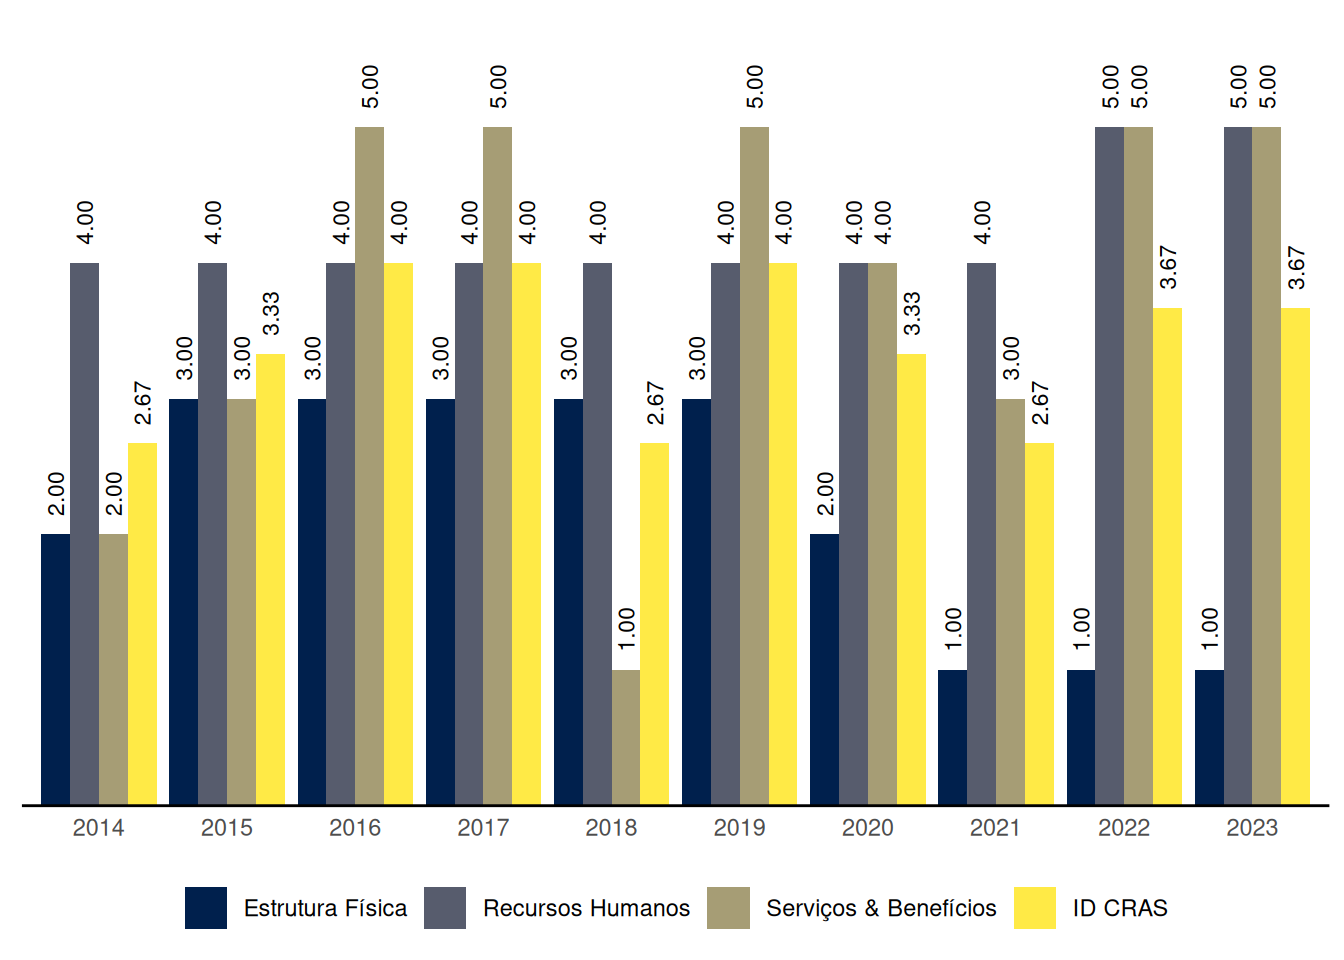 5.00 5.00 5.00 5.00 5.00 5.00 5.00
4.00 4.00 4.00 4.00 4.00 4.00 4.00 4.00 4.00 4.00 4.00 4.00
3.67 3.67
3.33 3.33
3.00 3.00 3.00 3.00 3.00 3.00 3.00
2.67 2.67 2.67
2.00 2.00 2.00
1.00 1.00 1.00 1.00
2014 2015 2016 2017 2018 2019 2020 2021 2022 2023
Estrutura Física Recursos Humanos Serviços & Benefícios ID CRAS